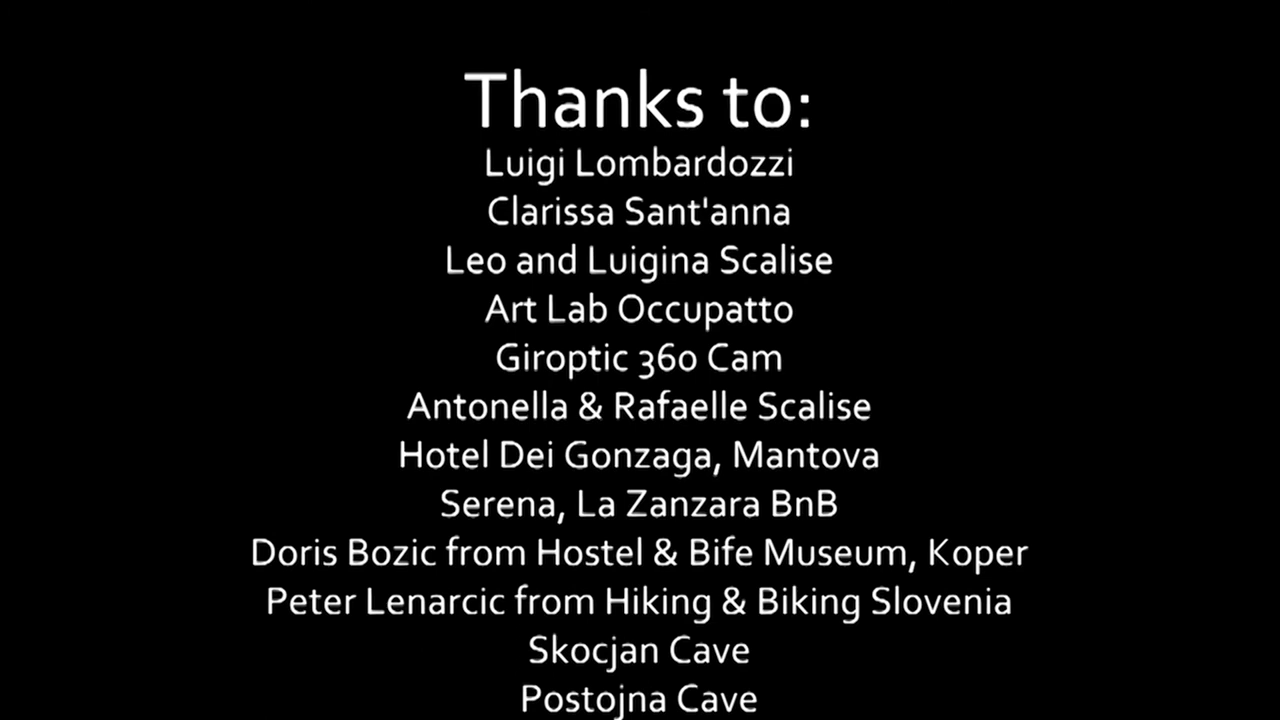 Thanks to:
Luigi Lombardozzi
Clarissa Sant'anna
Leo and Luigina Scalise
Art Lab Occupatto
Giroptic 360 Cam
Antonella & Rafaelle Scalise
Hotel Dei Gonzaga, Mantova
Serena, La Zanzara BnB
Doris Bozic from Hostel & Bife Museum, Koper
Peter Lenarcic from Hiking & Biking Slovenia
Skocjan Cave
Postojna Cave